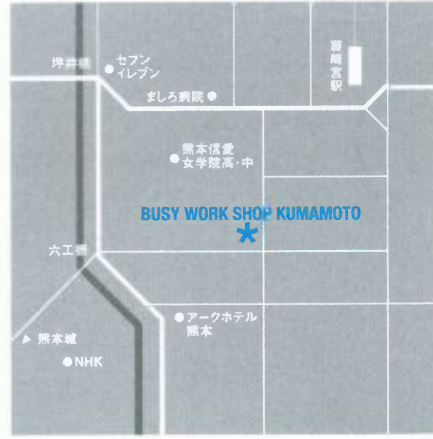 坪井橋
セブン
イレブン
藤崎宮駅
ましろ病院
熊本信愛
女学院高・中
BUSY WORK SHOP KUMAMOTO
六工橋
アークホテル
熊本
熊本城
NHK